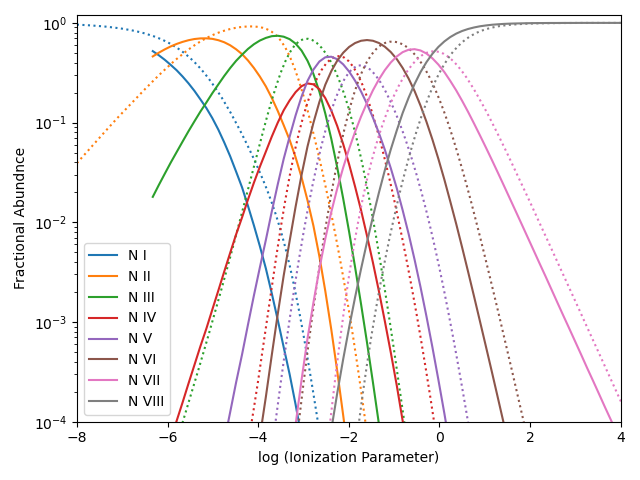 10⁰
10⁻¹
10⁻²
10⁻³
10⁻⁴
Fractional Abundnce
N I
N II
N III
N IV
N V
N VI
N VII
N VIII
−8 −6 −4 −2 0 2 4
log (Ionization Parameter)